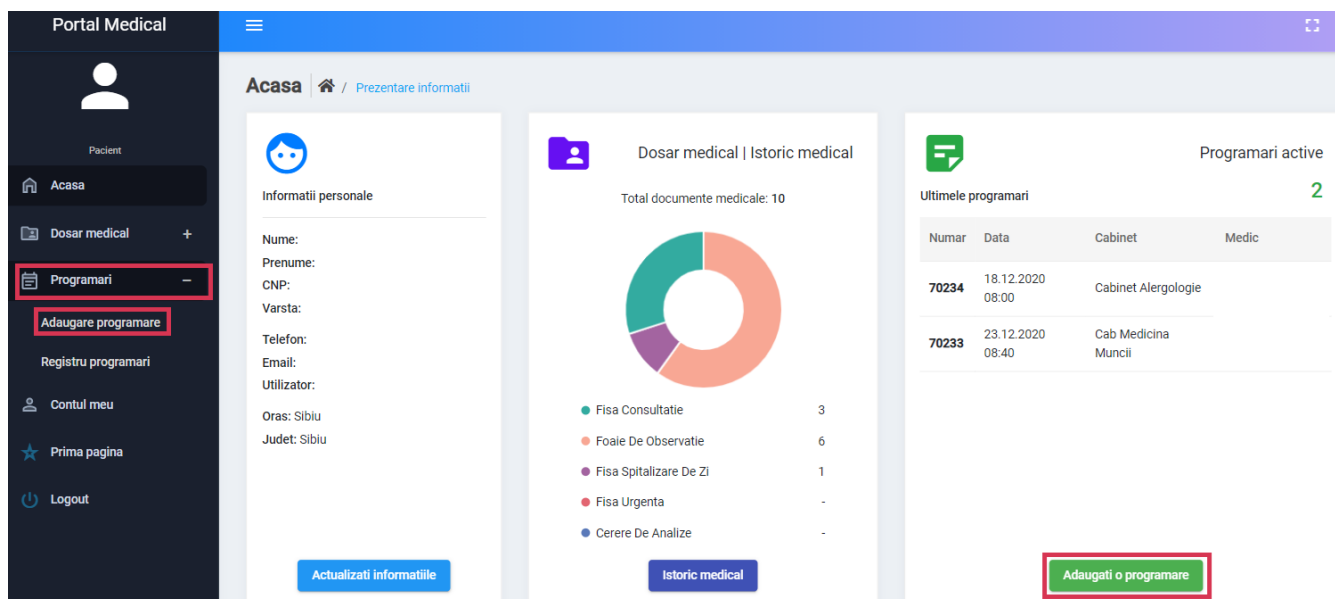 Portal Medical
Pacient
Acasa
Dosar medical +
Programari −
Adaugare programare
Registru programari
Contul meu
Prima pagina
Logout
Acasa / Prezentare informatii
Informatii personale
Nume:
Prenume:
CNP:
Varsta:
Telefon:
Email:
Utilizator:
Oras: Sibiu
Judet: Sibiu
Actualizati informatiile
Dosar medical | Istoric medical
Total documente medicale: 10
Fisa Consultatie 3
Foaie De Observatie 6
Fisa Spitalizare De Zi 1
Fisa Urgenta -
Cerere De Analize -
Istoric medical
Programari active
Ultimele programari 2
Numar Data Cabinet Medic
70234 18.12.2020 08:00 Cabinet Alergologie
70233 23.12.2020 08:40 Cab Medicina Muncii
Adaugati o programare